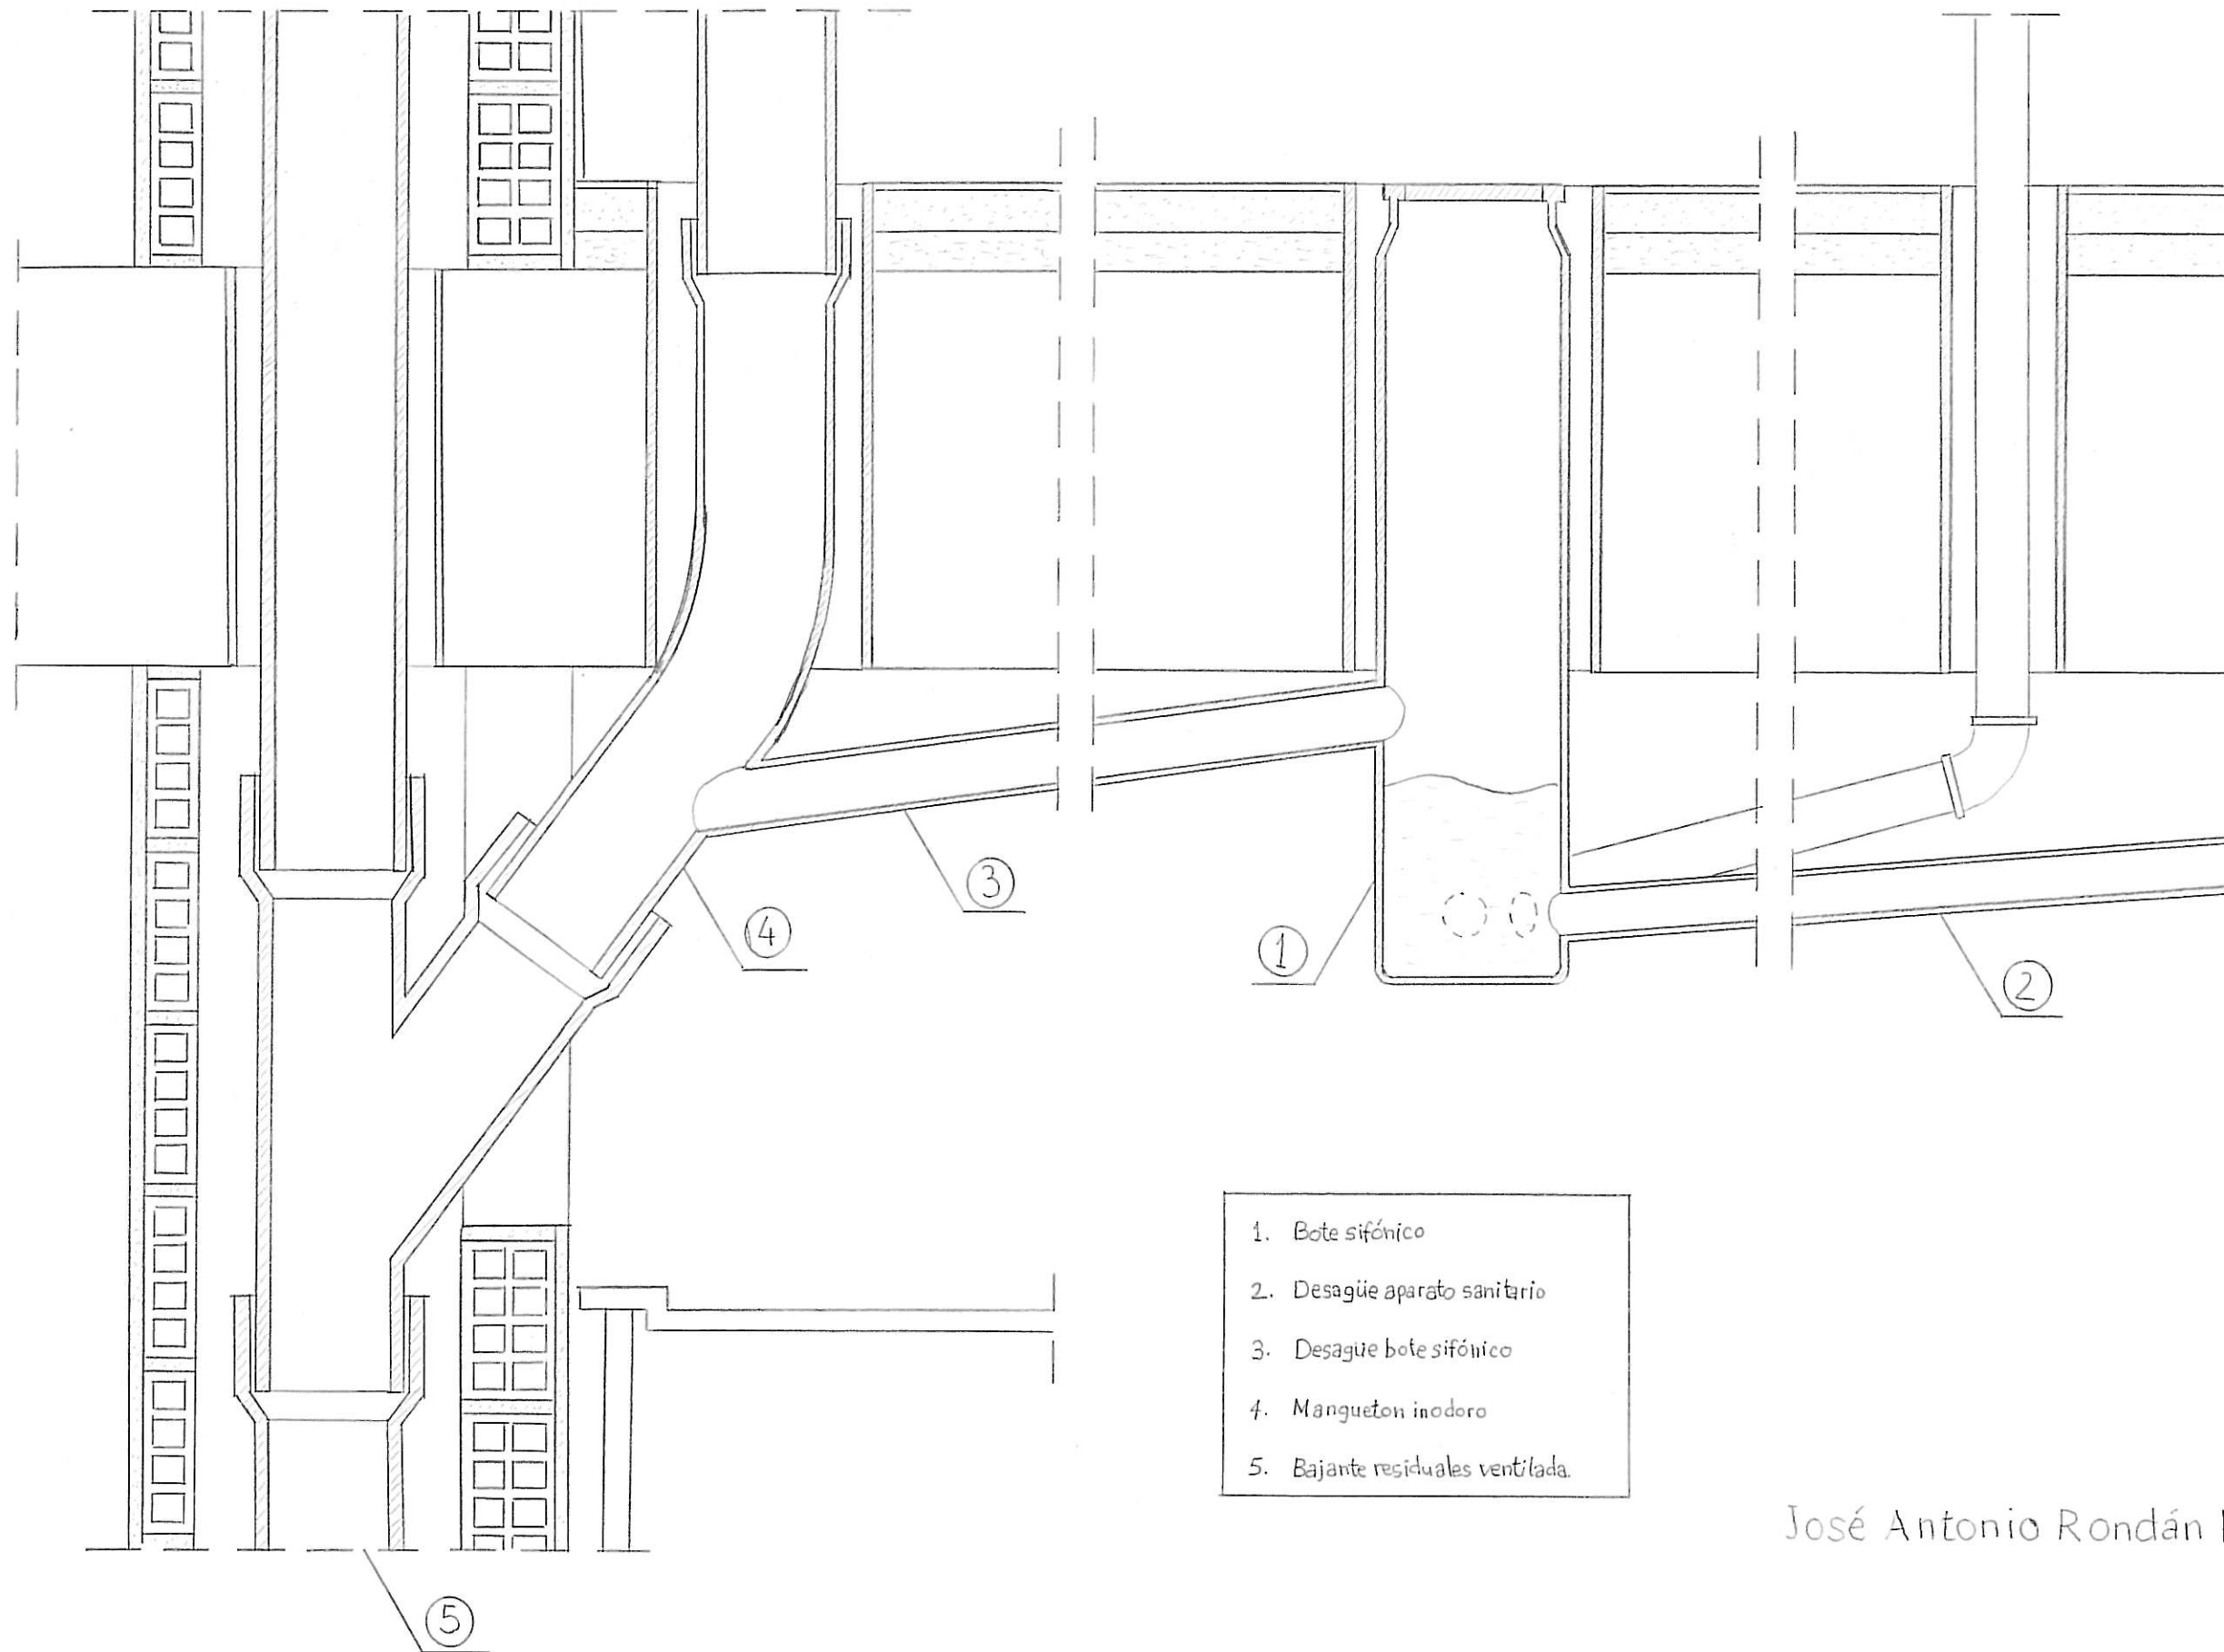 3
4
1
2
1. Bote sifónico
2. Desagüe aparato sanitario
3. Desagüe bote sifónico
4. Mangueton inodoro
5. Bajante residuales ventilada.
José Antonio Rondán
5